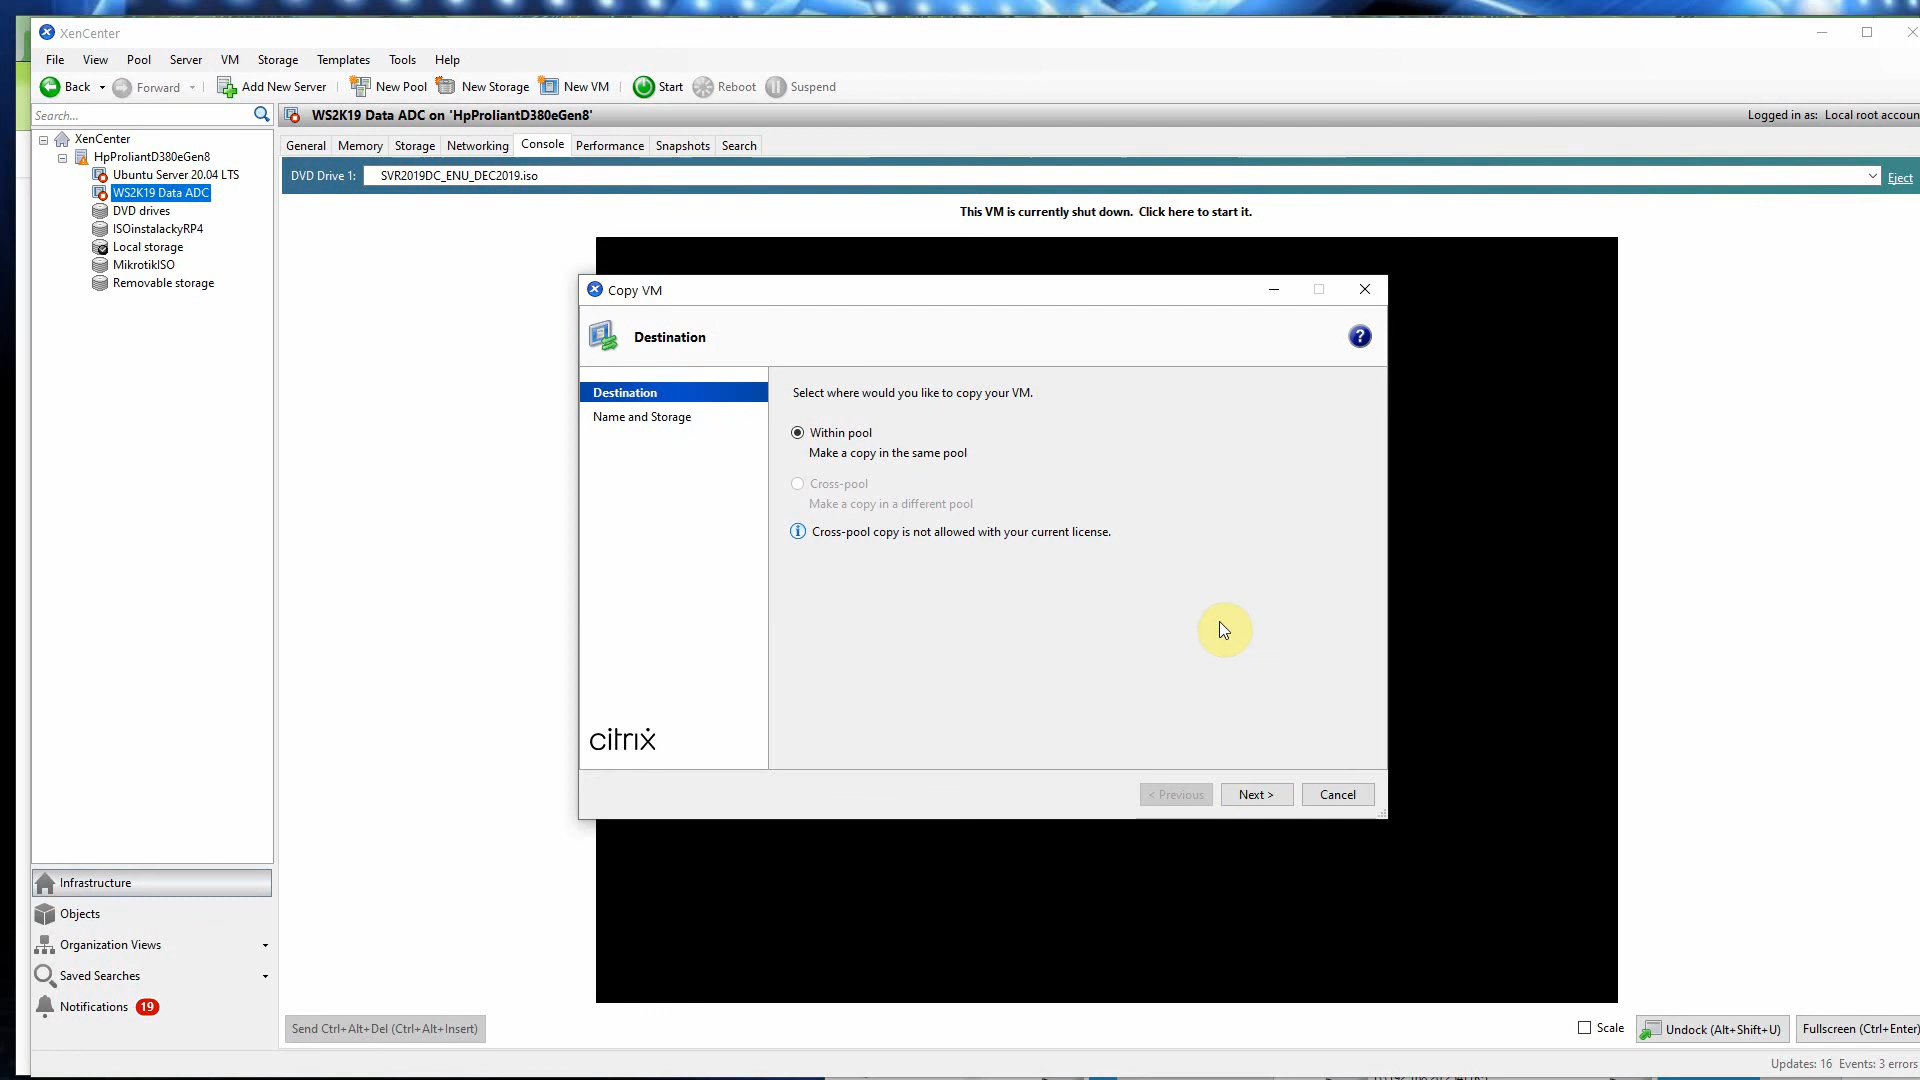 XenCenter
File View Pool Server VM Storage Templates Tools Help
Back Forward Add New Server New Pool New Storage New VM Start Reboot Suspend
Search...
WS2K19 Data ADC on 'HpProliantD380eGen8'
Logged in as: Local root accoun
XenCenter
HpProliantD380eGen8
Ubuntu Server 20.04 LTS
WS2K19 Data ADC
DVD drives
ISOinstalackyRP4
Local storage
MikrotikISO
Removable storage
General Memory Storage Networking Console Performance Snapshots Search
DVD Drive 1: SVR2019DC_ENU_DEC2019.iso Eject
This VM is currently shut down. Click here to start it.
Copy VM
Destination
?
Destination
Name and Storage
Select where would you like to copy your VM.
Within pool
Make a copy in the same pool
Cross-pool
Make a copy in a different pool
Cross-pool copy is not allowed with your current license.
citrix
< Previous Next > Cancel
Infrastructure
Objects
Organization Views
Saved Searches
Notifications 19
Send Ctrl+Alt+Del (Ctrl+Alt+Insert)
Scale Undock (Alt+Shift+U) Fullscreen (Ctrl+Enter)
Updates: 16 Events: 3 errors